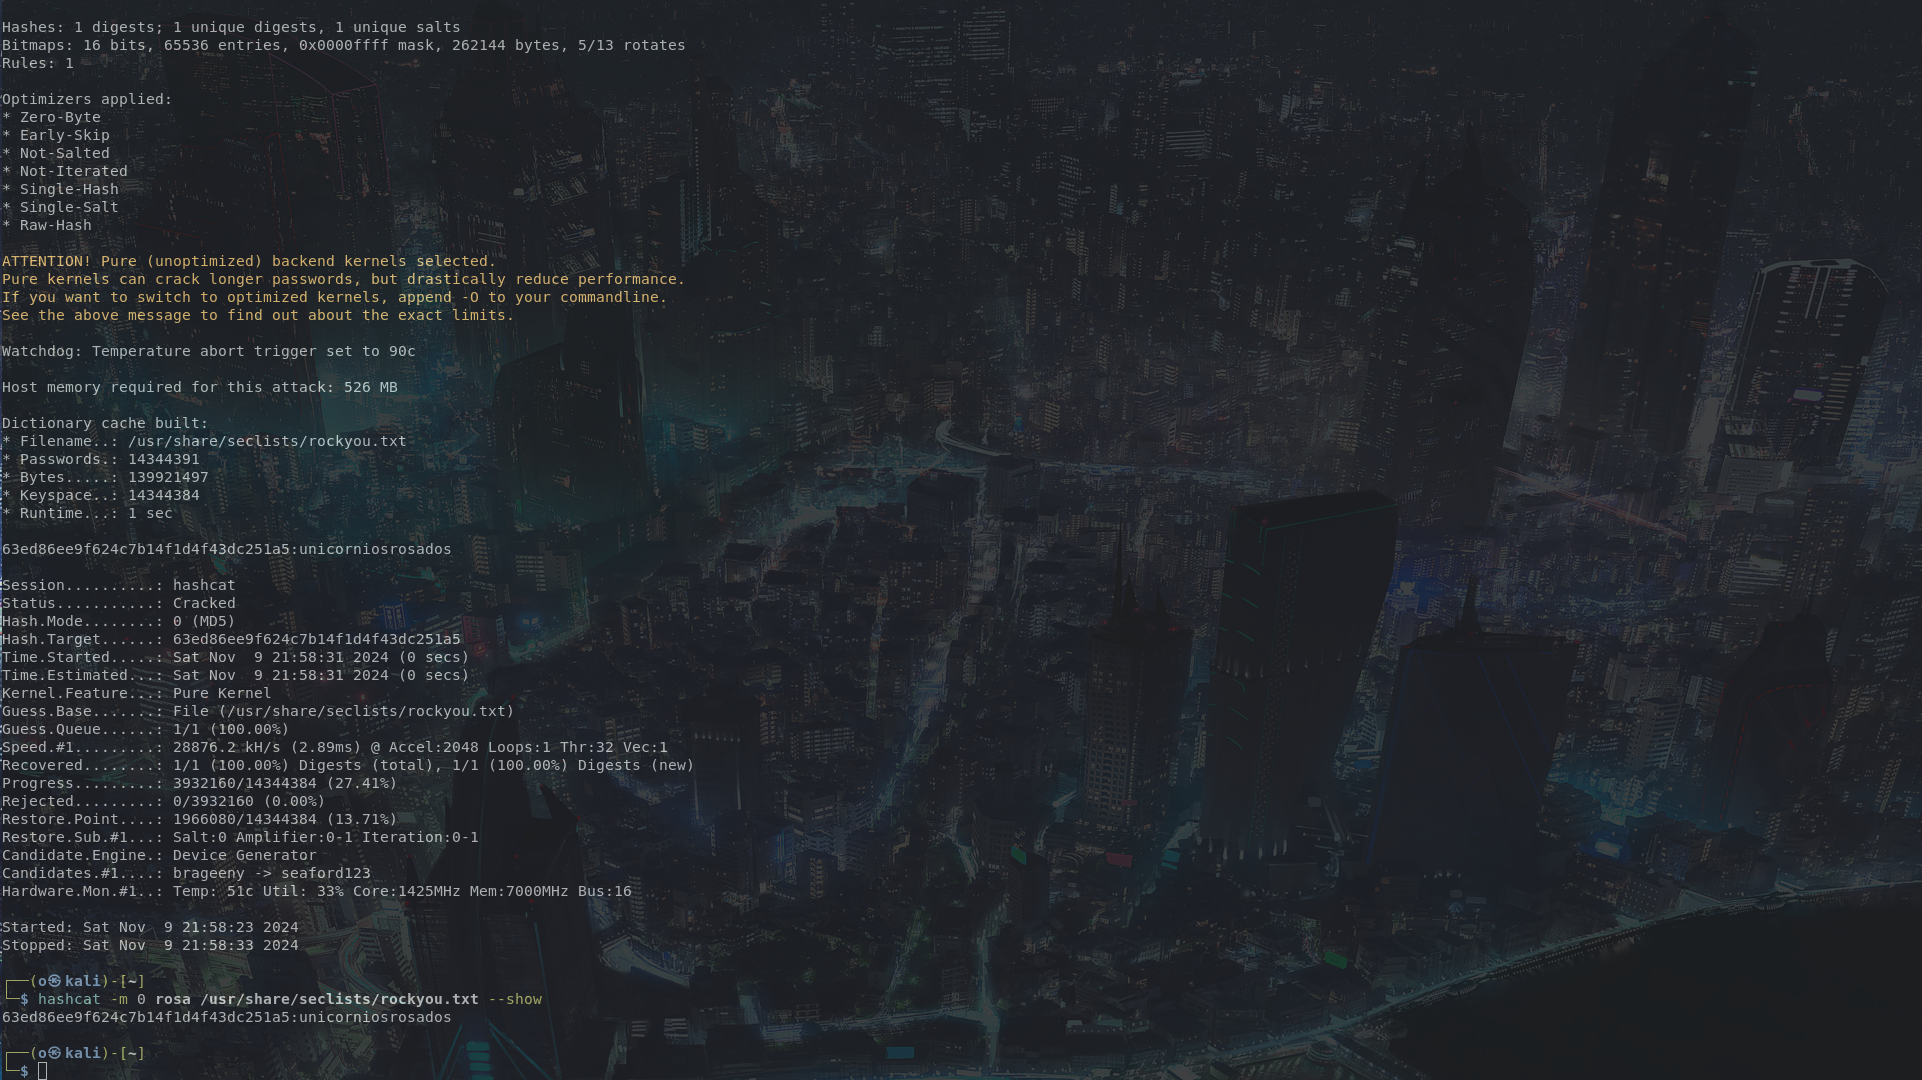 Hashes: 1 digests; 1 unique digests, 1 unique salts
Bitmaps: 16 bits, 65536 entries, 0x0000ffff mask, 262144 bytes, 5/13 rotates
Rules: 1
Optimizers applied:
* Zero-Byte
* Early-Skip
* Not-Salted
* Not-Iterated
* Single-Hash
* Single-Salt
* Raw-Hash
ATTENTION! Pure (unoptimized) backend kernels selected.
Pure kernels can crack longer passwords, but drastically reduce performance.
If you want to switch to optimized kernels, append -O to your commandline.
See the above message to find out about the exact limits.
Watchdog: Temperature abort trigger set to 90c
Host memory required for this attack: 526 MB
Dictionary cache built:
* Filename..: /usr/share/seclists/rockyou.txt
* Passwords.: 14344391
* Bytes.....: 139921497
* Keyspace..: 14344384
* Runtime...: 1 sec
63ed86ee9f624c7b14f1d4f43dc251a5:unicorniosrosados
Session..........: hashcat
Status...........: Cracked
Hash.Mode........: 0 (MD5)
Hash.Target......: 63ed86ee9f624c7b14f1d4f43dc251a5
Time.Started.....: Sat Nov  9 21:58:31 2024 (0 secs)
Time.Estimated...: Sat Nov  9 21:58:31 2024 (0 secs)
Kernel.Feature...: Pure Kernel
Guess.Base.......: File (/usr/share/seclists/rockyou.txt)
Guess.Queue......: 1/1 (100.00%)
Speed.#1.........: 28876.2 kH/s (2.89ms) @ Accel:2048 Loops:1 Thr:32 Vec:1
Recovered........: 1/1 (100.00%) Digests (total), 1/1 (100.00%) Digests (new)
Progress.........: 3932160/14344384 (27.41%)
Rejected.........: 0/3932160 (0.00%)
Restore.Point....: 1966080/14344384 (13.71%)
Restore.Sub.#1...: Salt:0 Amplifier:0-1 Iteration:0-1
Candidate.Engine.: Device Generator
Candidates.#1....: brageeny -> seaford123
Hardware.Mon.#1..: Temp: 51c Util: 33% Core:1425MHz Mem:7000MHz Bus:16
Started: Sat Nov  9 21:58:23 2024
Stopped: Sat Nov  9 21:58:33 2024
┌──(o㉿kali)-[~]
└─$ hashcat -m 0 rosa /usr/share/seclists/rockyou.txt --show
63ed86ee9f624c7b14f1d4f43dc251a5:unicorniosrosados
┌──(o㉿kali)-[~]
└─$